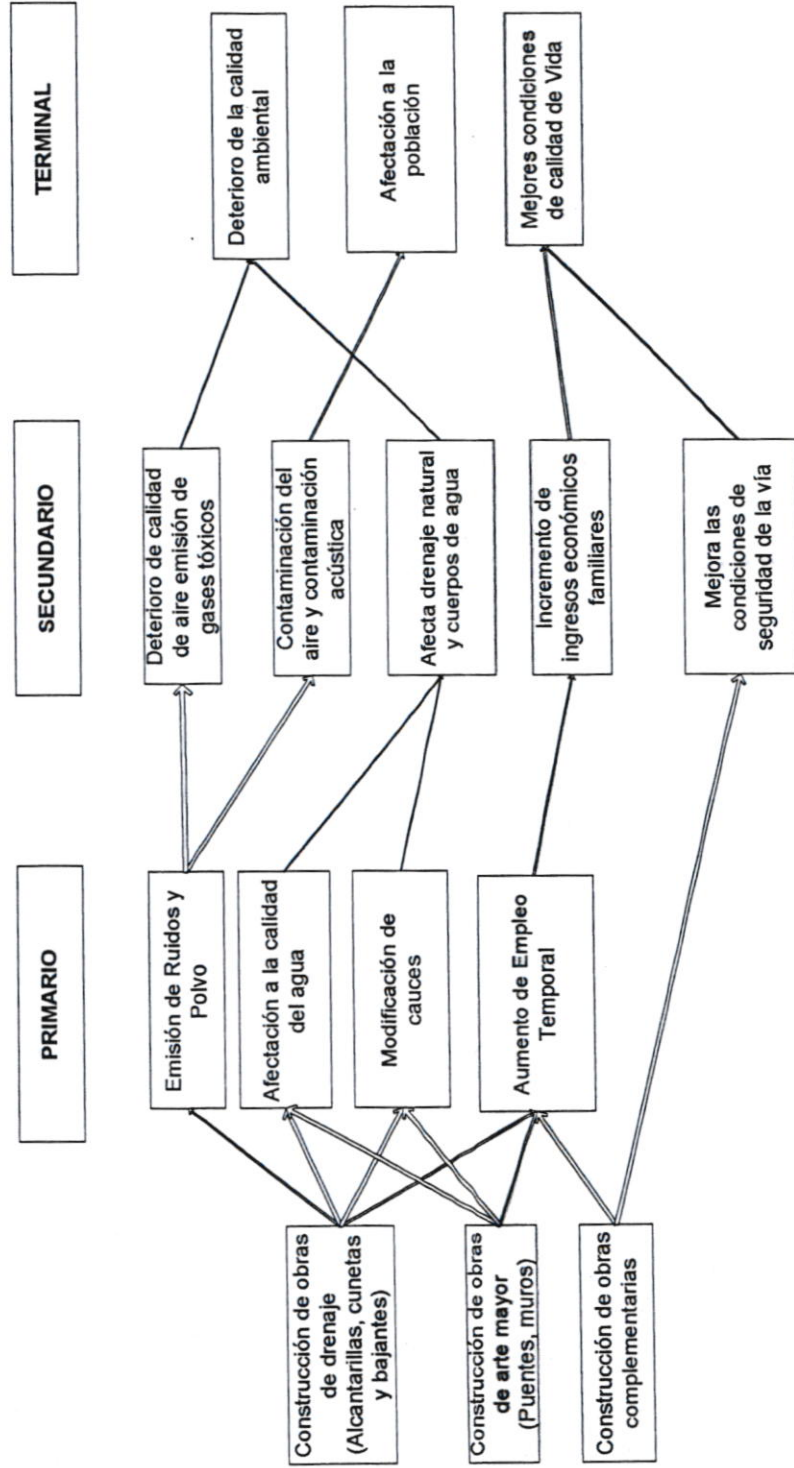 PRIMARIO
SECUNDARIO
TERMINAL
Construcción de obras
de drenaje
(Alcantarillas, cunetas
y bajantes)
Construcción de obras
de arte mayor
(Puentes, muros)
Construcción de obras
complementarias
Emisión de Ruidos y
Polvo
Afectación a la calidad
del agua
Modificación de
cauces
Aumento de Empleo
Temporal
Deterioro de calidad
de aire emisión de
gases tóxicos
Contaminación del
aire y contaminación
acústica
Afecta drenaje natural
y cuerpos de agua
Incremento de
ingresos económicos
familiares
Mejora las
condiciones de
seguridad de la vía
Deterioro de la calidad
ambiental
Afectación a la
población
Mejores condiciones
de calidad de Vida